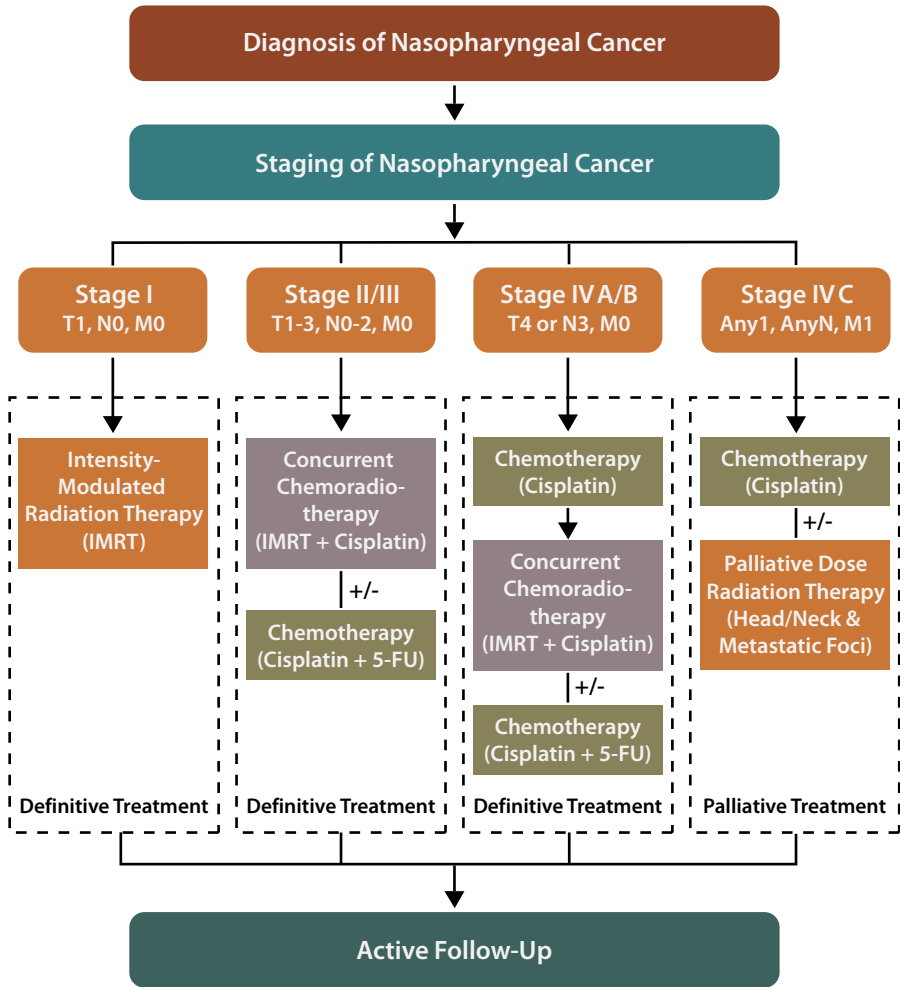 Diagnosis of Nasopharyngeal Cancer
Staging of Nasopharyngeal Cancer
Stage I
T1, N0, M0
Stage II/III
T1-3, N0-2, M0
Stage IV A/B
T4 or N3, M0
Stage IV C
Any1, AnyN, M1
Intensity-
Modulated
Radiation Therapy
(IMRT)
Definitive Treatment
Concurrent
Chemoradio-
therapy
(IMRT + Cisplatin)
+/-
Chemotherapy
(Cisplatin + 5-FU)
Definitive Treatment
Chemotherapy
(Cisplatin)
Concurrent
Chemoradio-
therapy
(IMRT + Cisplatin)
+/-
Chemotherapy
(Cisplatin + 5-FU)
Definitive Treatment
Chemotherapy
(Cisplatin)
+/-
Palliative Dose
Radiation Therapy
(Head/Neck &
Metastatic Foci)
Palliative Treatment
Active Follow-Up